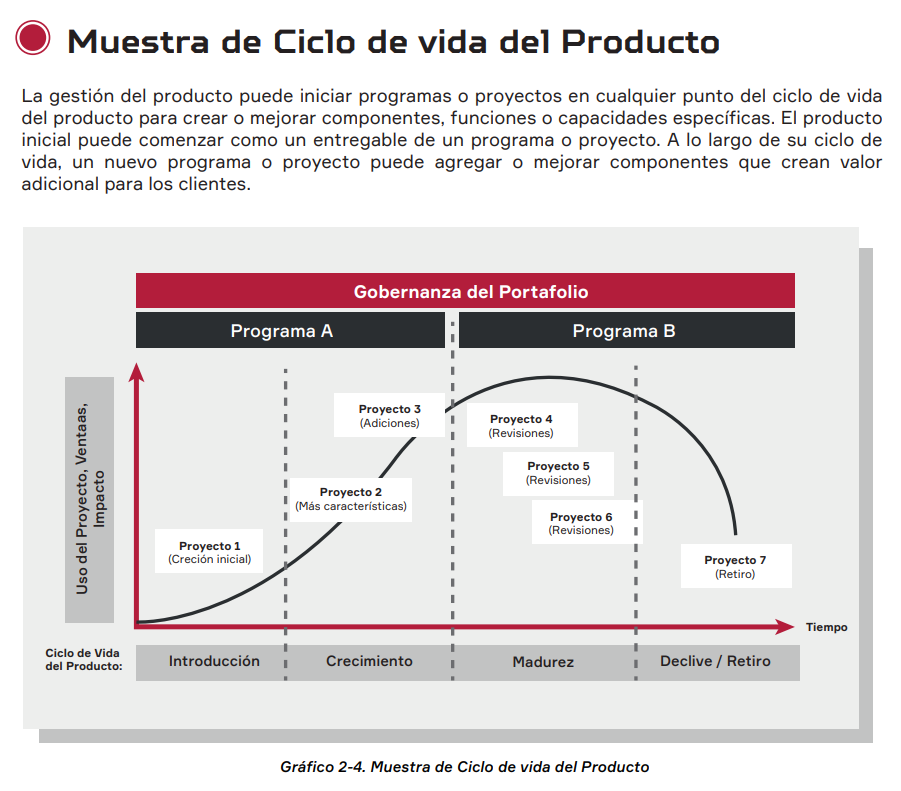 Muestra de Ciclo de vida del Producto
La gestión del producto puede iniciar programas o proyectos en cualquier punto del ciclo de vida
del producto para crear o mejorar componentes, funciones o capacidades específicas. El producto
inicial puede comenzar como un entregable de un programa o proyecto. A lo largo de su ciclo de
vida, un nuevo programa o proyecto puede agregar o mejorar componentes que crean valor
adicional para los clientes.
Gobernanza del Portafolio
Programa A
Programa B
Uso del Proyecto, Ventaas,
Impacto
Proyecto 3
(Adiciones)
Proyecto 4
(Revisiones)
Proyecto 5
(Revisiones)
Proyecto 2
(Más características)
Proyecto 6
(Revisiones)
Proyecto 1
(Creción inicial)
Proyecto 7
(Retiro)
Tiempo
Ciclo de Vida
del Producto:
Introducción
Crecimiento
Madurez
Declive / Retiro
Gráfico 2-4. Muestra de Ciclo de vida del Producto